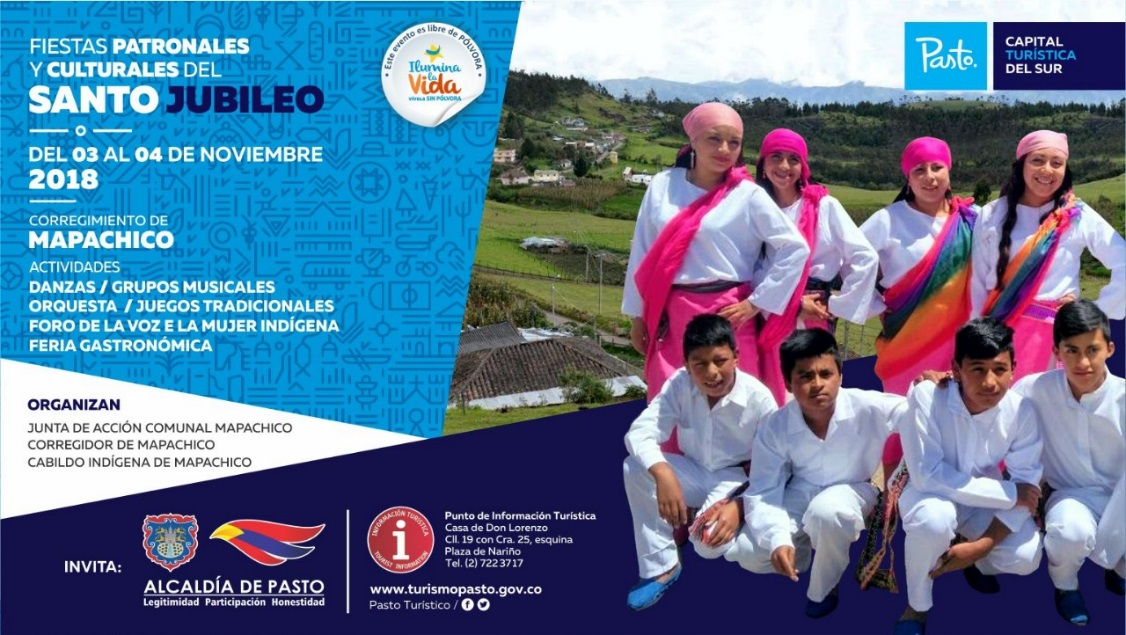 FIESTAS PATRONALES
Y CULTURALES DEL
SANTO JUBILEO
DEL 03 AL 04 DE NOVIEMBRE
2018
CORREGIMIENTO DE
MAPACHICO
ACTIVIDADES
DANZAS / GRUPOS MUSICALES
ORQUESTA / JUEGOS TRADICIONALES
FORO DE LA VOZ E LA MUJER INDÍGENA
FERIA GASTRONÓMICA
Este evento es libre de PÓLVORA
Ilumina
la
Vida
SIN PÓLVORA
Pasto.
CAPITAL
TURÍSTICA
DEL SUR
ORGANIZAN
JUNTA DE ACCIÓN COMUNAL MAPACHICO
CORREGIDOR DE MAPACHICO
CABILDO INDÍGENA DE MAPACHICO
INVITA:
ALCALDÍA DE PASTO
Legitimidad Participación Honestidad
INFORMACIÓN TURÍSTICA
i
TOURIST INFORMATION
Punto de Información Turística
Casa de Don Lorenzo
Cll. 19 con Cra. 25, esquina
Plaza de Nariño
Tel. (2) 722 3717
www.turismopasto.gov.co
Pasto Turístico /